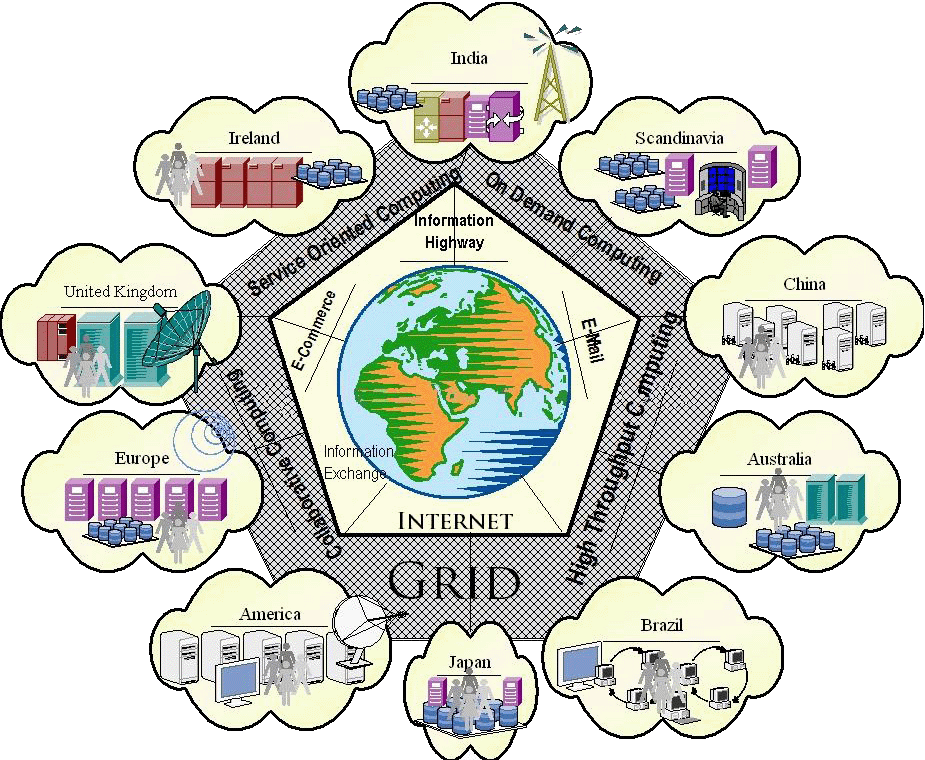 India
Ireland
Scandinavia
Service Oriented Computing
On Demand Computing
Information
Highway
United Kingdom
China
E-Commerce
E-Mail
Collaborative Computing
High Throughput C.mputing
Information
Exchange
Europe
Australia
INTERNET
GRID
America
Brazil
Japan